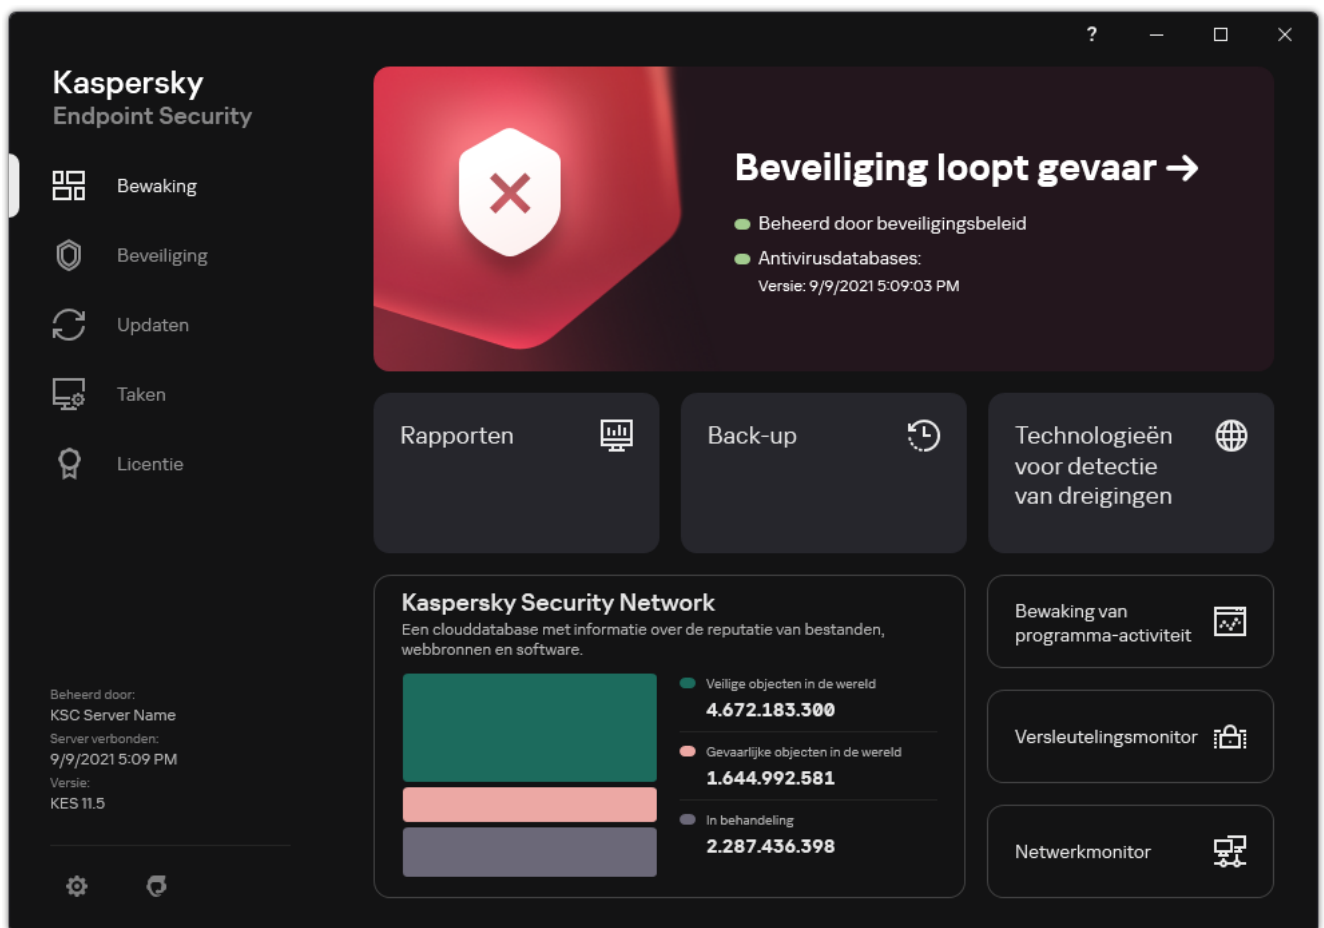 ?
Kaspersky
Endpoint Security
Bewaking
Beveiliging
Updaten
Taken
Licentie
Beheerd door:
KSC Server Name
Server verbonden:
9/9/2021 5:09 PM
Versie:
KES 11.5
Beveiliging loopt gevaar →
Beheerd door beveiligingsbeleid
Antivirusdatabases:
Versie: 9/9/2021 5:09:03 PM
Rapporten
Back-up
Technologieën
voor detectie
van dreigingen
Kaspersky Security Network
Een clouddatabase met informatie over de reputatie van bestanden,
webbronnen en software.
Veilige objecten in de wereld
4.672.183.300
Gevaarlijke objecten in de wereld
1.644.992.581
In behandeling
2.287.436.398
Bewaking van
programma-activiteit
Versleutelingsmonitor
Netwerkmonitor